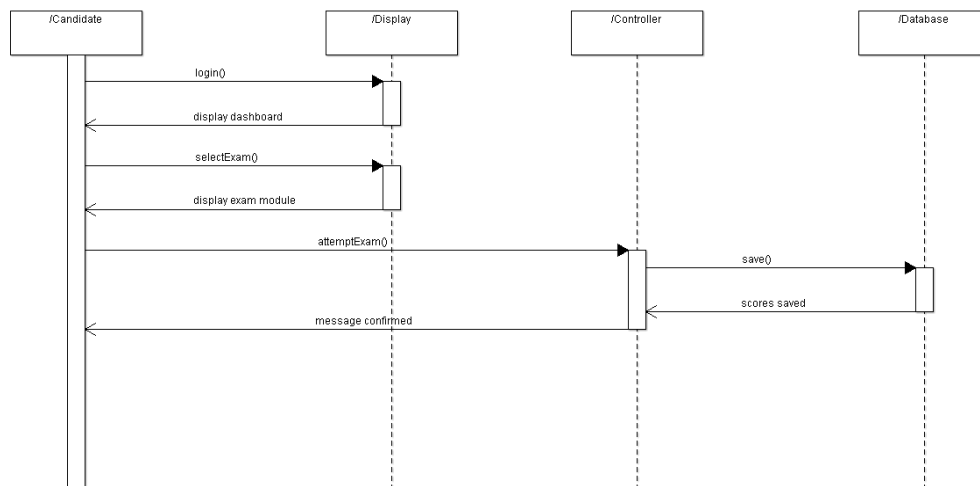 /Candidate
/Display
/Controller
/Database
login()
display dashboard
selectExam()
display exam module
attemptExam()
save()
scores saved
message confirmed